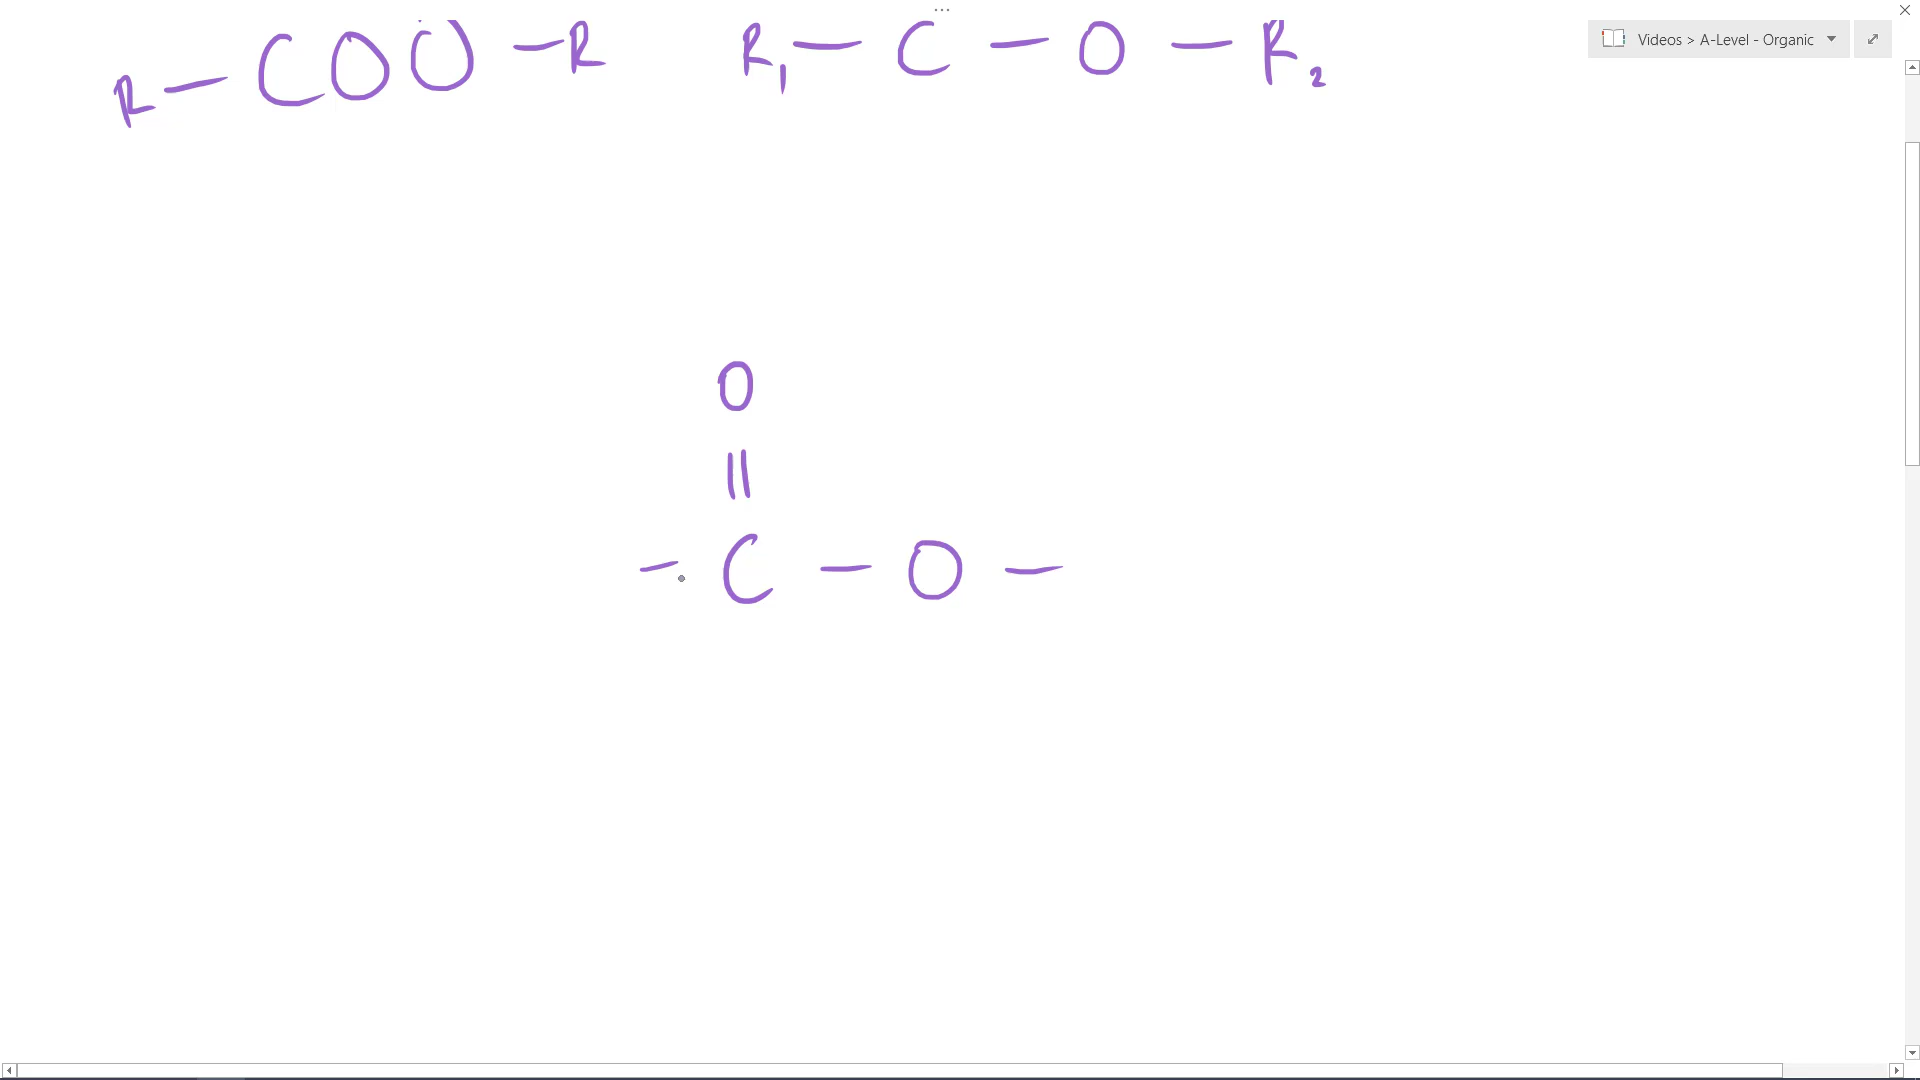 ...
Videos > A-Level - Organic
R — COO — R
R₁ — C — O — R₂
O
||
— C — O —